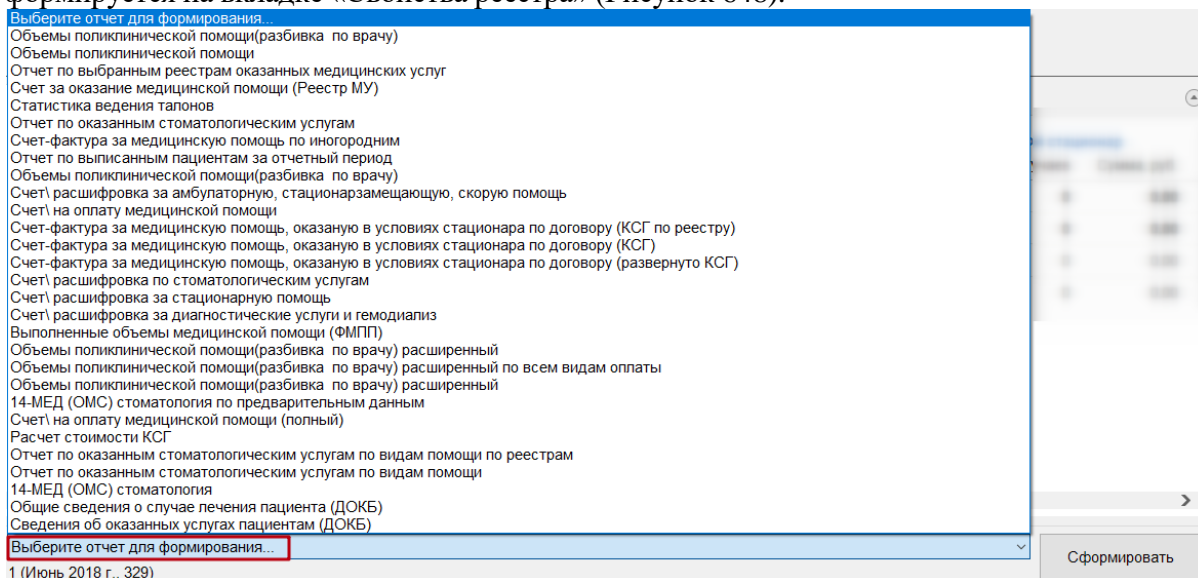 формируется на вкладке «Свойства реестра» (Рисунок 648).
Выберите отчет для формирования...
Объемы поликлинической помощи(разбивка по врачу)
Объемы поликлинической помощи
Отчет по выбранным реестрам оказанных медицинских услуг
Счет за оказание медицинской помощи (Реестр МУ)
Статистика ведения талонов
Отчет по оказанным стоматологическим услугам
Счет-фактура за медицинскую помощь по иногородним
Отчет по выписанным пациентам за отчетный период
Объемы поликлинической помощи(разбивка по врачу)
Счет\ расшифровка за амбулаторную, стационарзамещающую, скорую помощь
Счет\ на оплату медицинской помощи
Счет-фактура за медицинскую помощь, оказаную в условиях стационара по договору (КСГ по реестру)
Счет-фактура за медицинскую помощь, оказаную в условиях стационара по договору (КСГ)
Счет-фактура за медицинскую помощь, оказаную в условиях стационара по договору (развернуто КСГ)
Счет\ расшифровка по стоматологическим услугам
Счет\ расшифровка за стационарную помощь
Счет\ расшифровка за диагностические услуги и гемодиализ
Выполненные объемы медицинской помощи (ФМПП)
Объемы поликлинической помощи(разбивка по врачу) расширенный
Объемы поликлинической помощи(разбивка по врачу) расширенный по всем видам оплаты
Объемы поликлинической помощи(разбивка по врачу) расширенный
14-МЕД (ОМС) стоматология по предварительным данным
Счет\ на оплату медицинской помощи (полный)
Расчет стоимости КСГ
Отчет по оказанным стоматологическим услугам по видам помощи по реестрам
Отчет по оказанным стоматологическим услугам по видам помощи
14-МЕД (ОМС) стоматология
Общие сведения о случае лечения пациента (ДОКБ)
Сведения об оказанных услугах пациентам (ДОКБ)
Выберите отчет для формирования...
Сформировать
1 (Июнь 2018 г., 329)